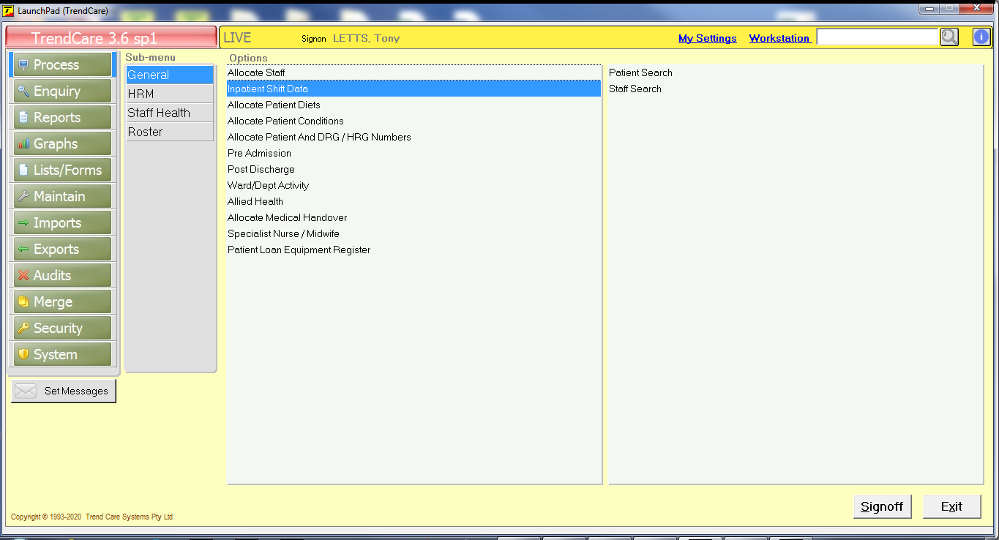 LaunchPad (TrendCare)
TrendCare 3.6 sp1
LIVE
Signon LETTS, Tony
My Settings
Workstation
Process
Enquiry
Reports
Graphs
Lists/Forms
Maintain
Imports
Exports
Audits
Merge
Security
System
Set Messages
Sub-menu
General
HRM
Staff Health
Roster
Options
Allocate Staff
Inpatient Shift Data
Allocate Patient Diets
Allocate Patient Conditions
Allocate Patient And DRG / HRG Numbers
Pre Admission
Post Discharge
Ward/Dept Activity
Allied Health
Allocate Medical Handover
Specialist Nurse / Midwife
Patient Loan Equipment Register
Patient Search
Staff Search
Signoff
Exit
Copyright © 1993-2020 Trend Care Systems Pty Ltd